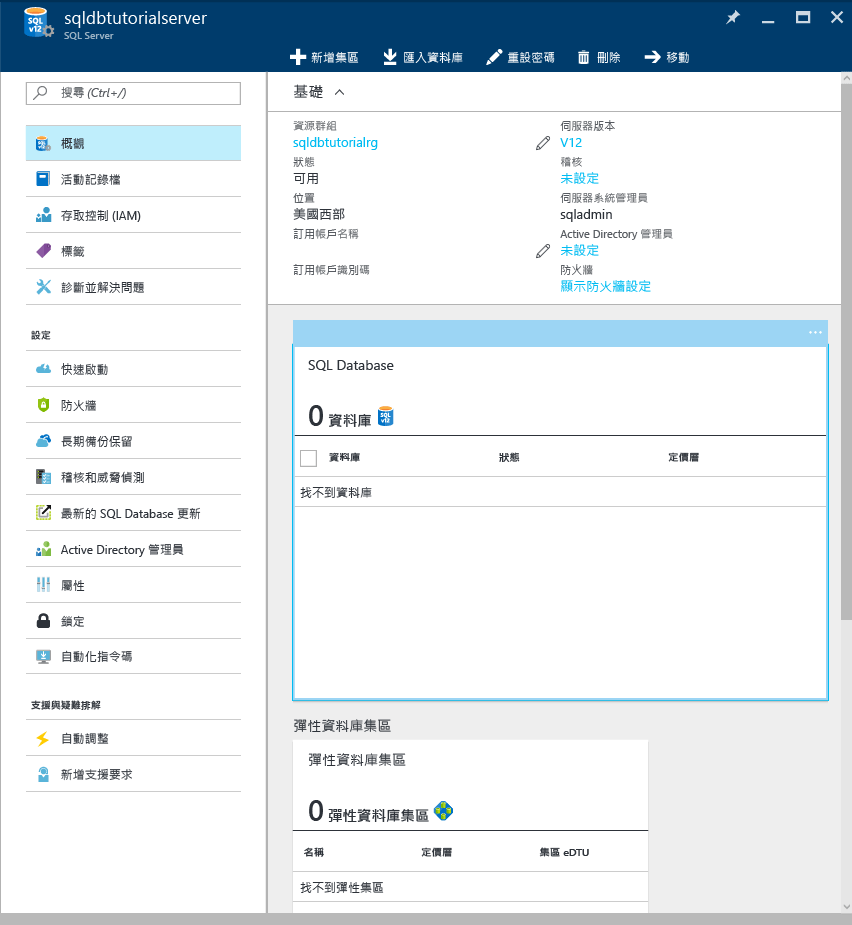 sqldbtutorialserver
SQL Server
新增集區 匯入資料庫 重設密碼 刪除 移動
搜尋 (Ctrl+/)
概觀
活動記錄檔
存取控制 (IAM)
標籤
診斷並解決問題
設定
快速啟動
防火牆
長期備份保留
稽核和威脅偵測
最新的 SQL Database 更新
Active Directory 管理員
屬性
鎖定
自動化指令碼
支援與疑難排解
自動調整
新增支援要求
基礎
資源群組
sqldbtutorialrg
狀態
可用
位置
美國西部
訂用帳戶名稱
訂用帳戶識別碼
伺服器版本
V12
稽核
未設定
伺服器系統管理員
sqladmin
Active Directory 管理員
未設定
防火牆
顯示防火牆設定
SQL Database
0 資料庫
資料庫 狀態 定價層
找不到資料庫
彈性資料庫集區
彈性資料庫集區
0 彈性資料庫集區
名稱 定價層 集區 eDTU
找不到彈性集區